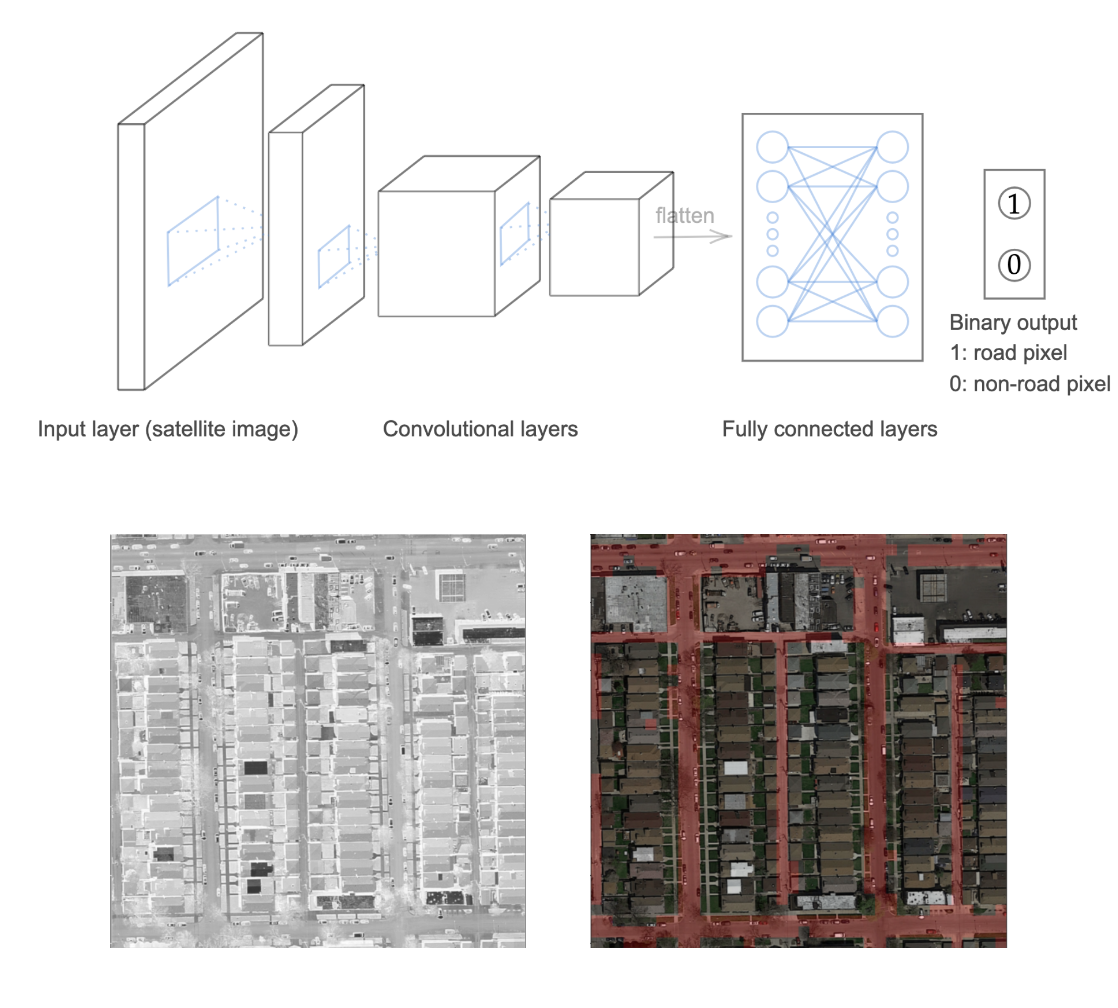 flatten
1
0
Binary output
1: road pixel
0: non-road pixel
Input layer (satellite image)
Convolutional layers
Fully connected layers